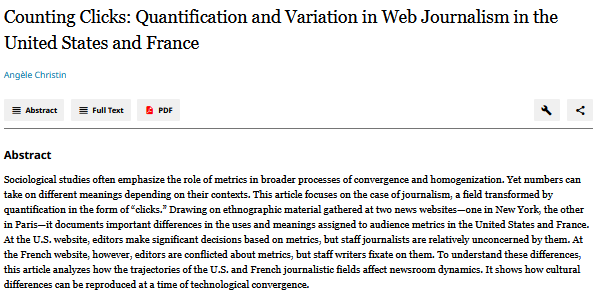 Counting Clicks: Quantification and Variation in Web Journalism in the
United States and France
Angèle Christin
Abstract
Full Text
PDF
Abstract
Sociological studies often emphasize the role of metrics in broader processes of convergence and homogenization. Yet numbers can
take on different meanings depending on their contexts. This article focuses on the case of journalism, a field transformed by
quantification in the form of “clicks.” Drawing on ethnographic material gathered at two news websites—one in New York, the other
in Paris—it documents important differences in the uses and meanings assigned to audience metrics in the United States and France.
At the U.S. website, editors make significant decisions based on metrics, but staff journalists are relatively unconcerned by them. At
the French website, however, editors are conflicted about metrics, but staff writers fixate on them. To understand these differences,
this article analyzes how the trajectories of the U.S. and French journalistic fields affect newsroom dynamics. It shows how cultural
differences can be reproduced at a time of technological convergence.